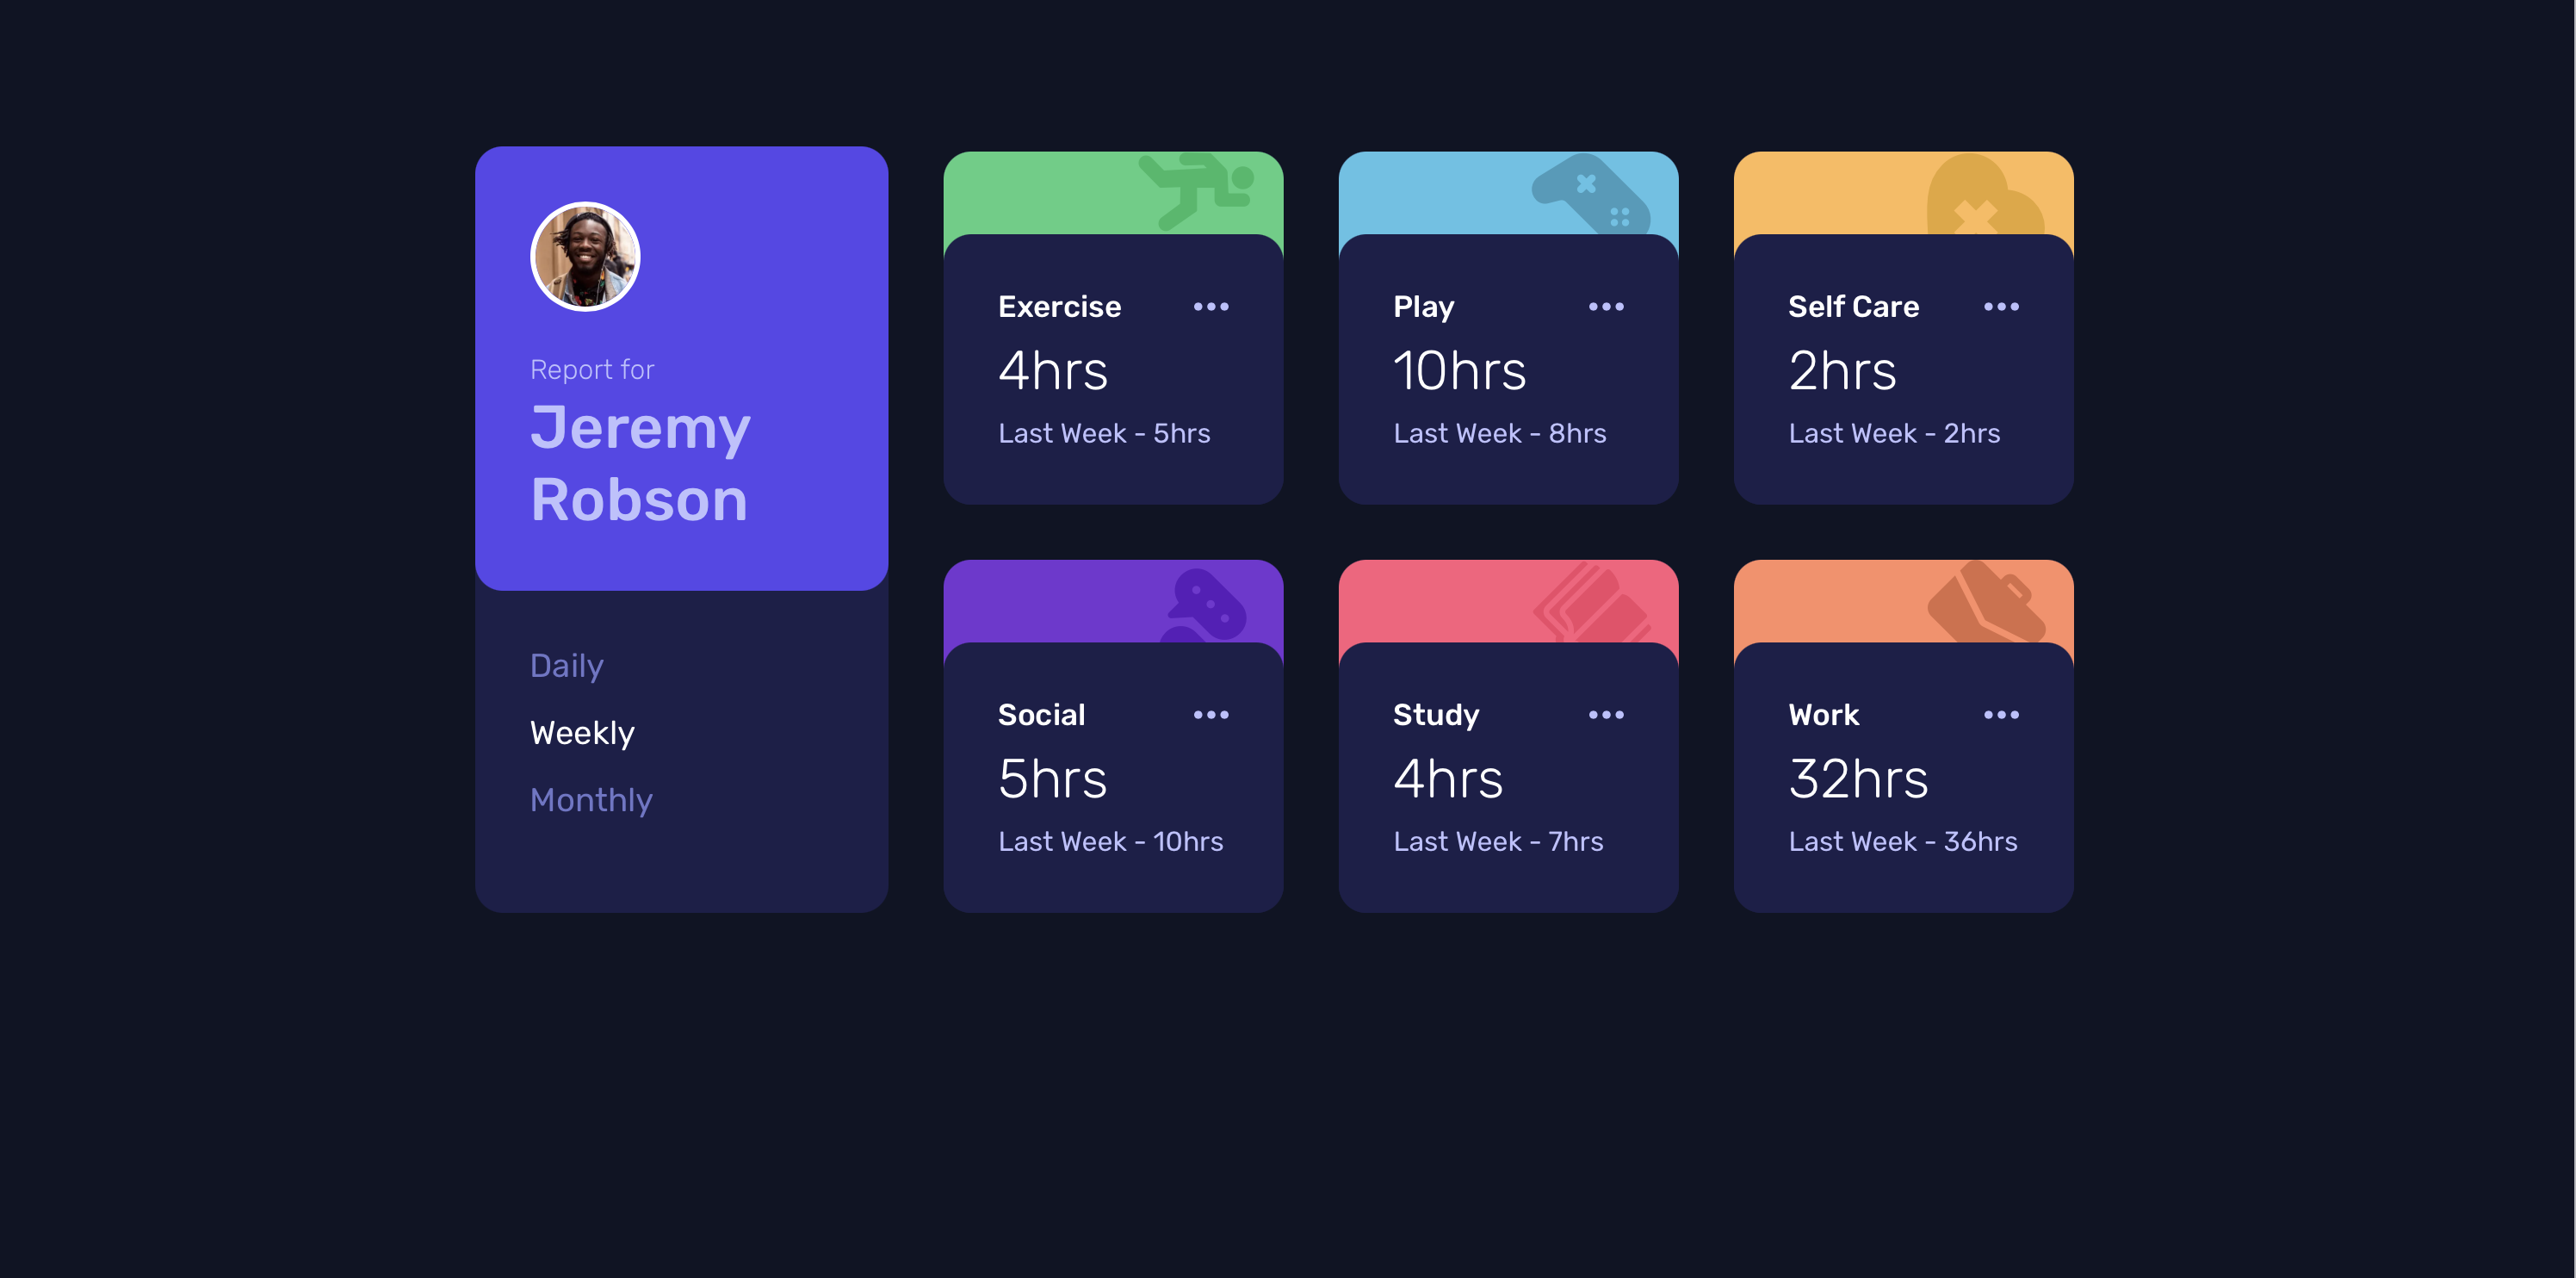 Report for
Jeremy
Robson
Daily
Weekly
Monthly
Exercise
4hrs
Last Week - 5hrs
Play
10hrs
Last Week - 8hrs
Self Care
2hrs
Last Week - 2hrs
Social
5hrs
Last Week - 10hrs
Study
4hrs
Last Week - 7hrs
Work
32hrs
Last Week - 36hrs